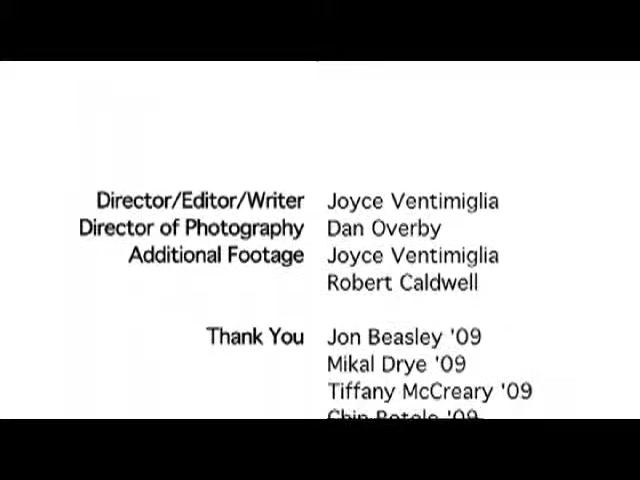 Director/Editor/Writer Joyce Ventimiglia
Director of Photography Dan Overby
Additional Footage Joyce Ventimiglia
Robert Caldwell
Thank You Jon Beasley '09
Mikal Drye '09
Tiffany McCreary '09
'09